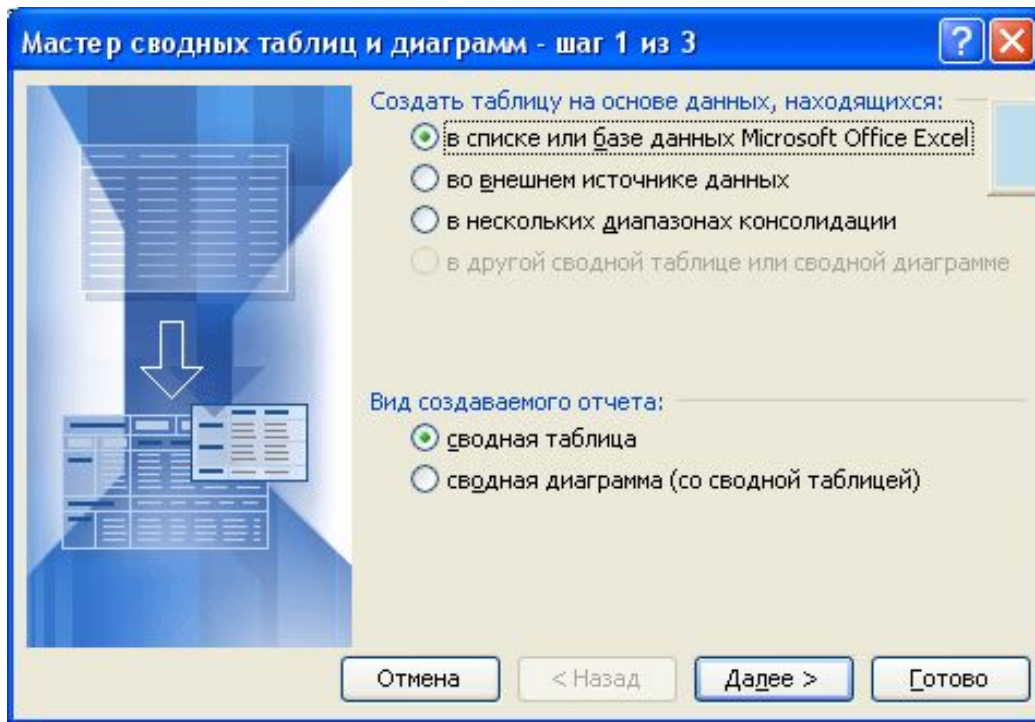 Мастер сводных таблиц и диаграмм - шаг 1 из 3
Создать таблицу на основе данных, находящихся:
в списке или базе данных Microsoft Office Excel
во внешнем источнике данных
в нескольких диапазонах консолидации
в другой сводной таблице или сводной диаграмме
Вид создаваемого отчета:
сводная таблица
сводная диаграмма (со сводной таблицей)
Отмена
< Назад
Далее >
Готово